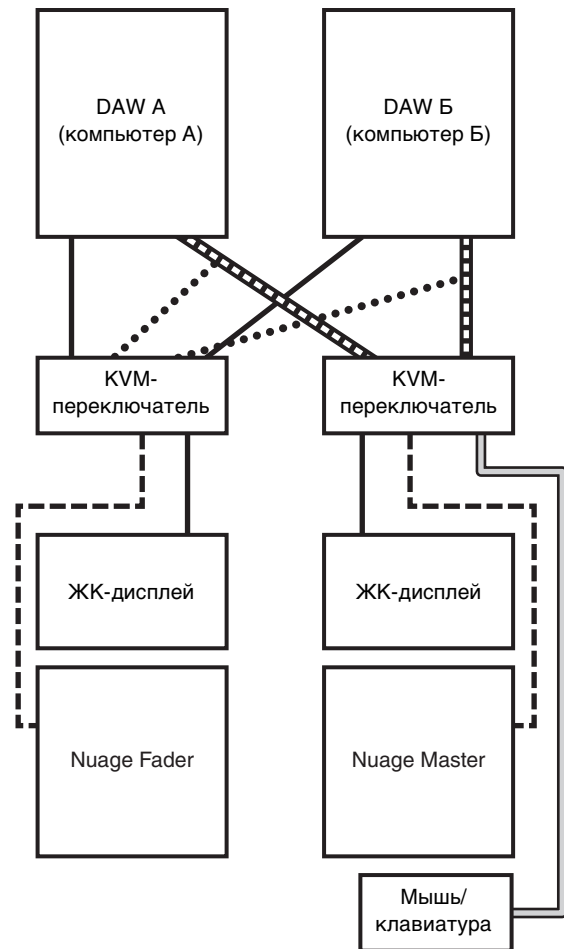 DAW А
(компьютер А)
DAW Б
(компьютер Б)
KVM-
переключатель
KVM-
переключатель
ЖК-дисплей
ЖК-дисплей
Nuage Fader
Nuage Master
Мышь/
клавиатура